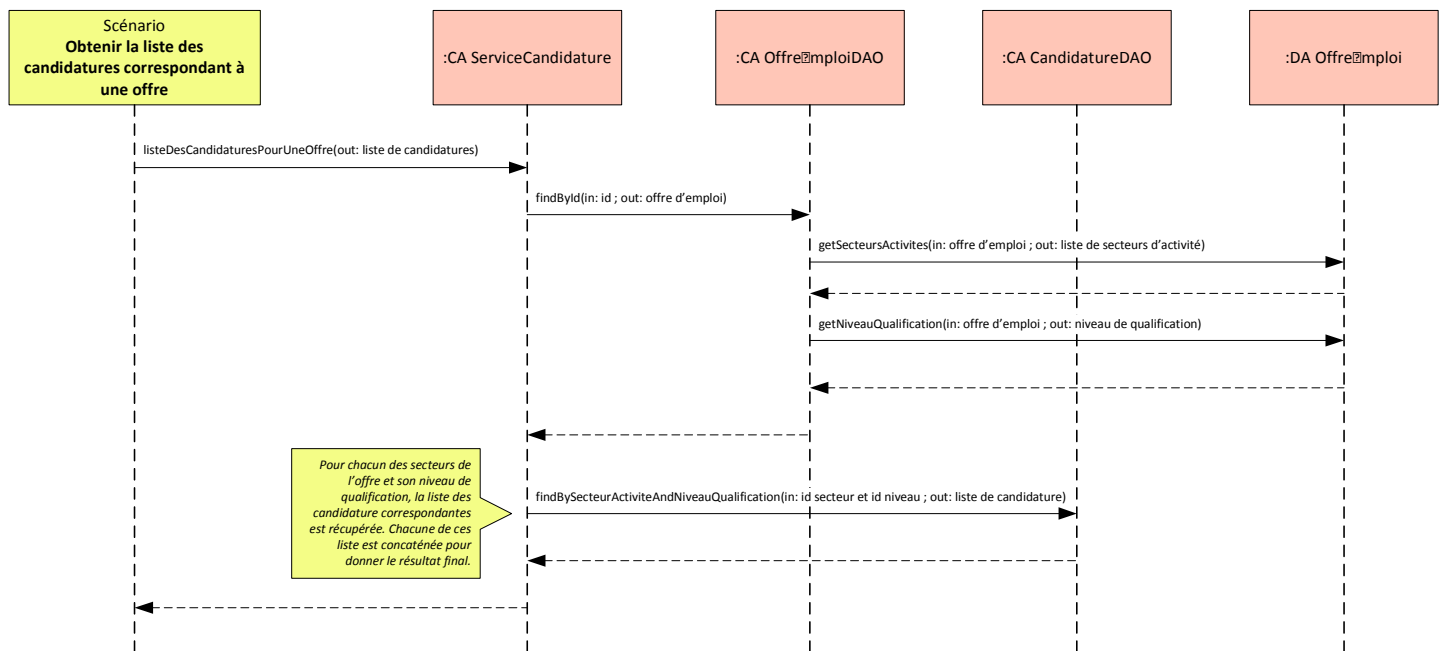 Scénario
Obtenir la liste des
candidatures correspondant à
une offre
:CA ServiceCandidature
:CA Offre�mploiDAO
:CA CandidatureDAO
:DA Offre�mploi
listeDesCandidaturesPourUneOffre(out: liste de candidatures)
findById(in: id ; out: offre d’emploi)
getSecteursActivites(in: offre d’emploi ; out: liste de secteurs d’activité)
getNiveauQualification(in: offre d’emploi ; out: niveau de qualification)
Pour chacun des secteurs de
l’offre et son niveau de
qualification, la liste des
candidature correspondantes
est récupérée. Chacune de ces
liste est concaténée pour
donner le résultat final.
findBySecteurActiviteAndNiveauQualification(in: id secteur et id niveau ; out: liste de candidature)